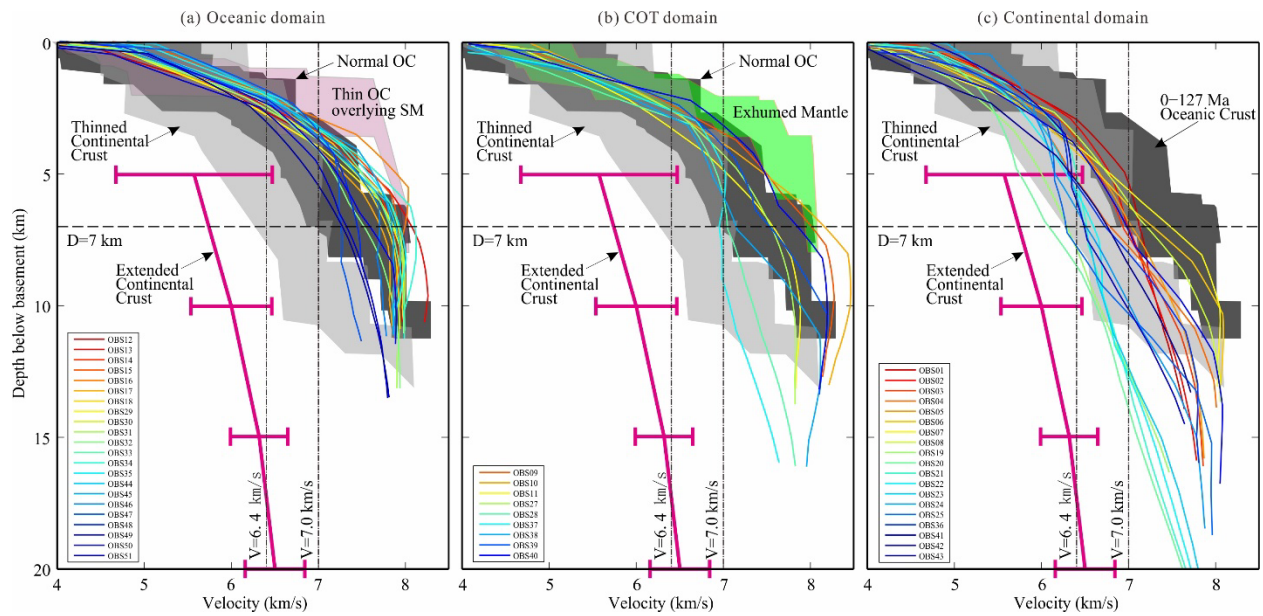 (a) Oceanic domain
(b) COT domain
(c) Continental domain
Depth below basement (km)
0
5
10
15
20
Normal OC
Thin OC
overlying SM
Thinned
Continental
Crust
D=7 km
Extended
Continental
Crust
V=6.4 km/s
V=7.0 km/s
OBS12
OBS13
OBS14
OBS15
OBS16
OBS17
OBS18
OBS29
OBS30
OBS31
OBS32
OBS33
OBS34
OBS35
OBS44
OBS45
OBS46
OBS47
OBS48
OBS49
OBS50
OBS51
4 5 6 7 8
Velocity (km/s)
Normal OC
Exhumed Mantle
Thinned
Continental
Crust
D=7 km
Extended
Continental
Crust
V=6.4 km/s
V=7.0 km/s
OBS09
OBS10
OBS11
OBS27
OBS28
OBS37
OBS38
OBS39
OBS40
4 5 6 7 8
Velocity (km/s)
0−127 Ma
Oceanic Crust
Thinned
Continental
Crust
D=7 km
Extended
Continental
Crust
V=6.4 km/s
V=7.0 km/s
OBS01
OBS02
OBS03
OBS04
OBS05
OBS06
OBS07
OBS08
OBS19
OBS20
OBS21
OBS22
OBS23
OBS24
OBS25
OBS36
OBS41
OBS42
OBS43
4 5 6 7 8
Velocity (km/s)